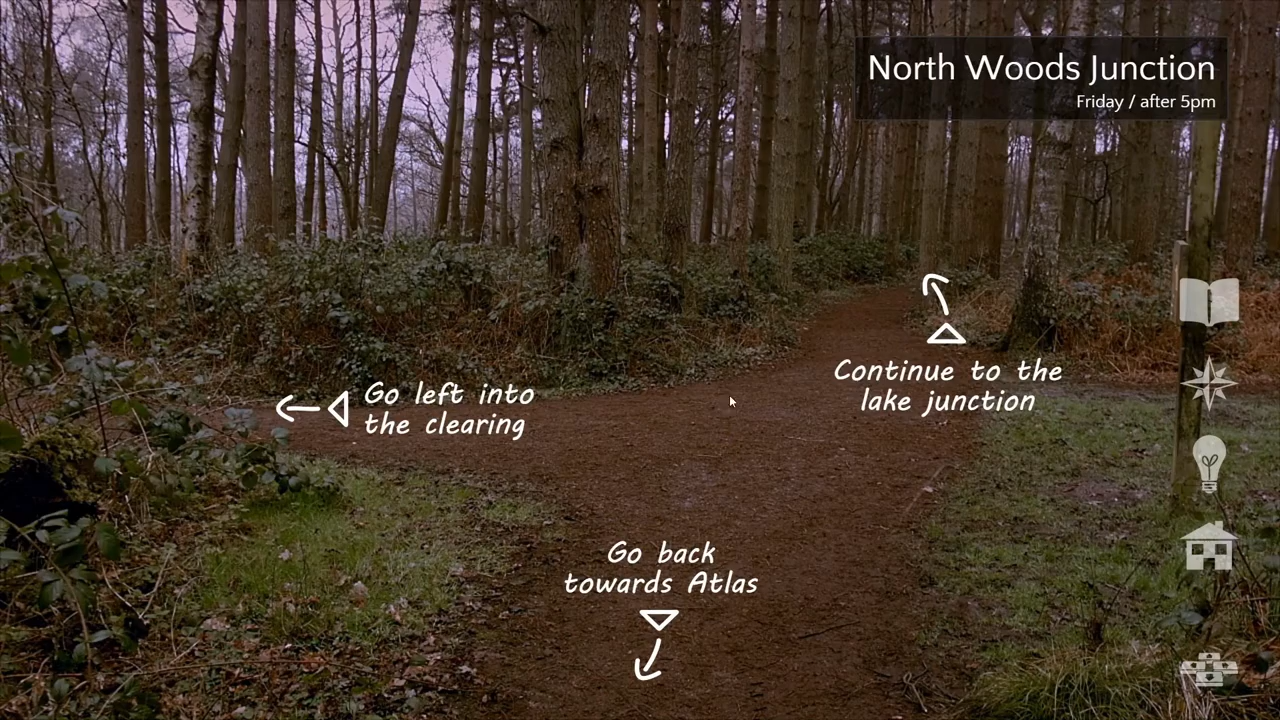 North Woods Junction
Friday / after 5pm
Continue to the
lake junction
Go left into
the clearing
Go back
towards Atlas